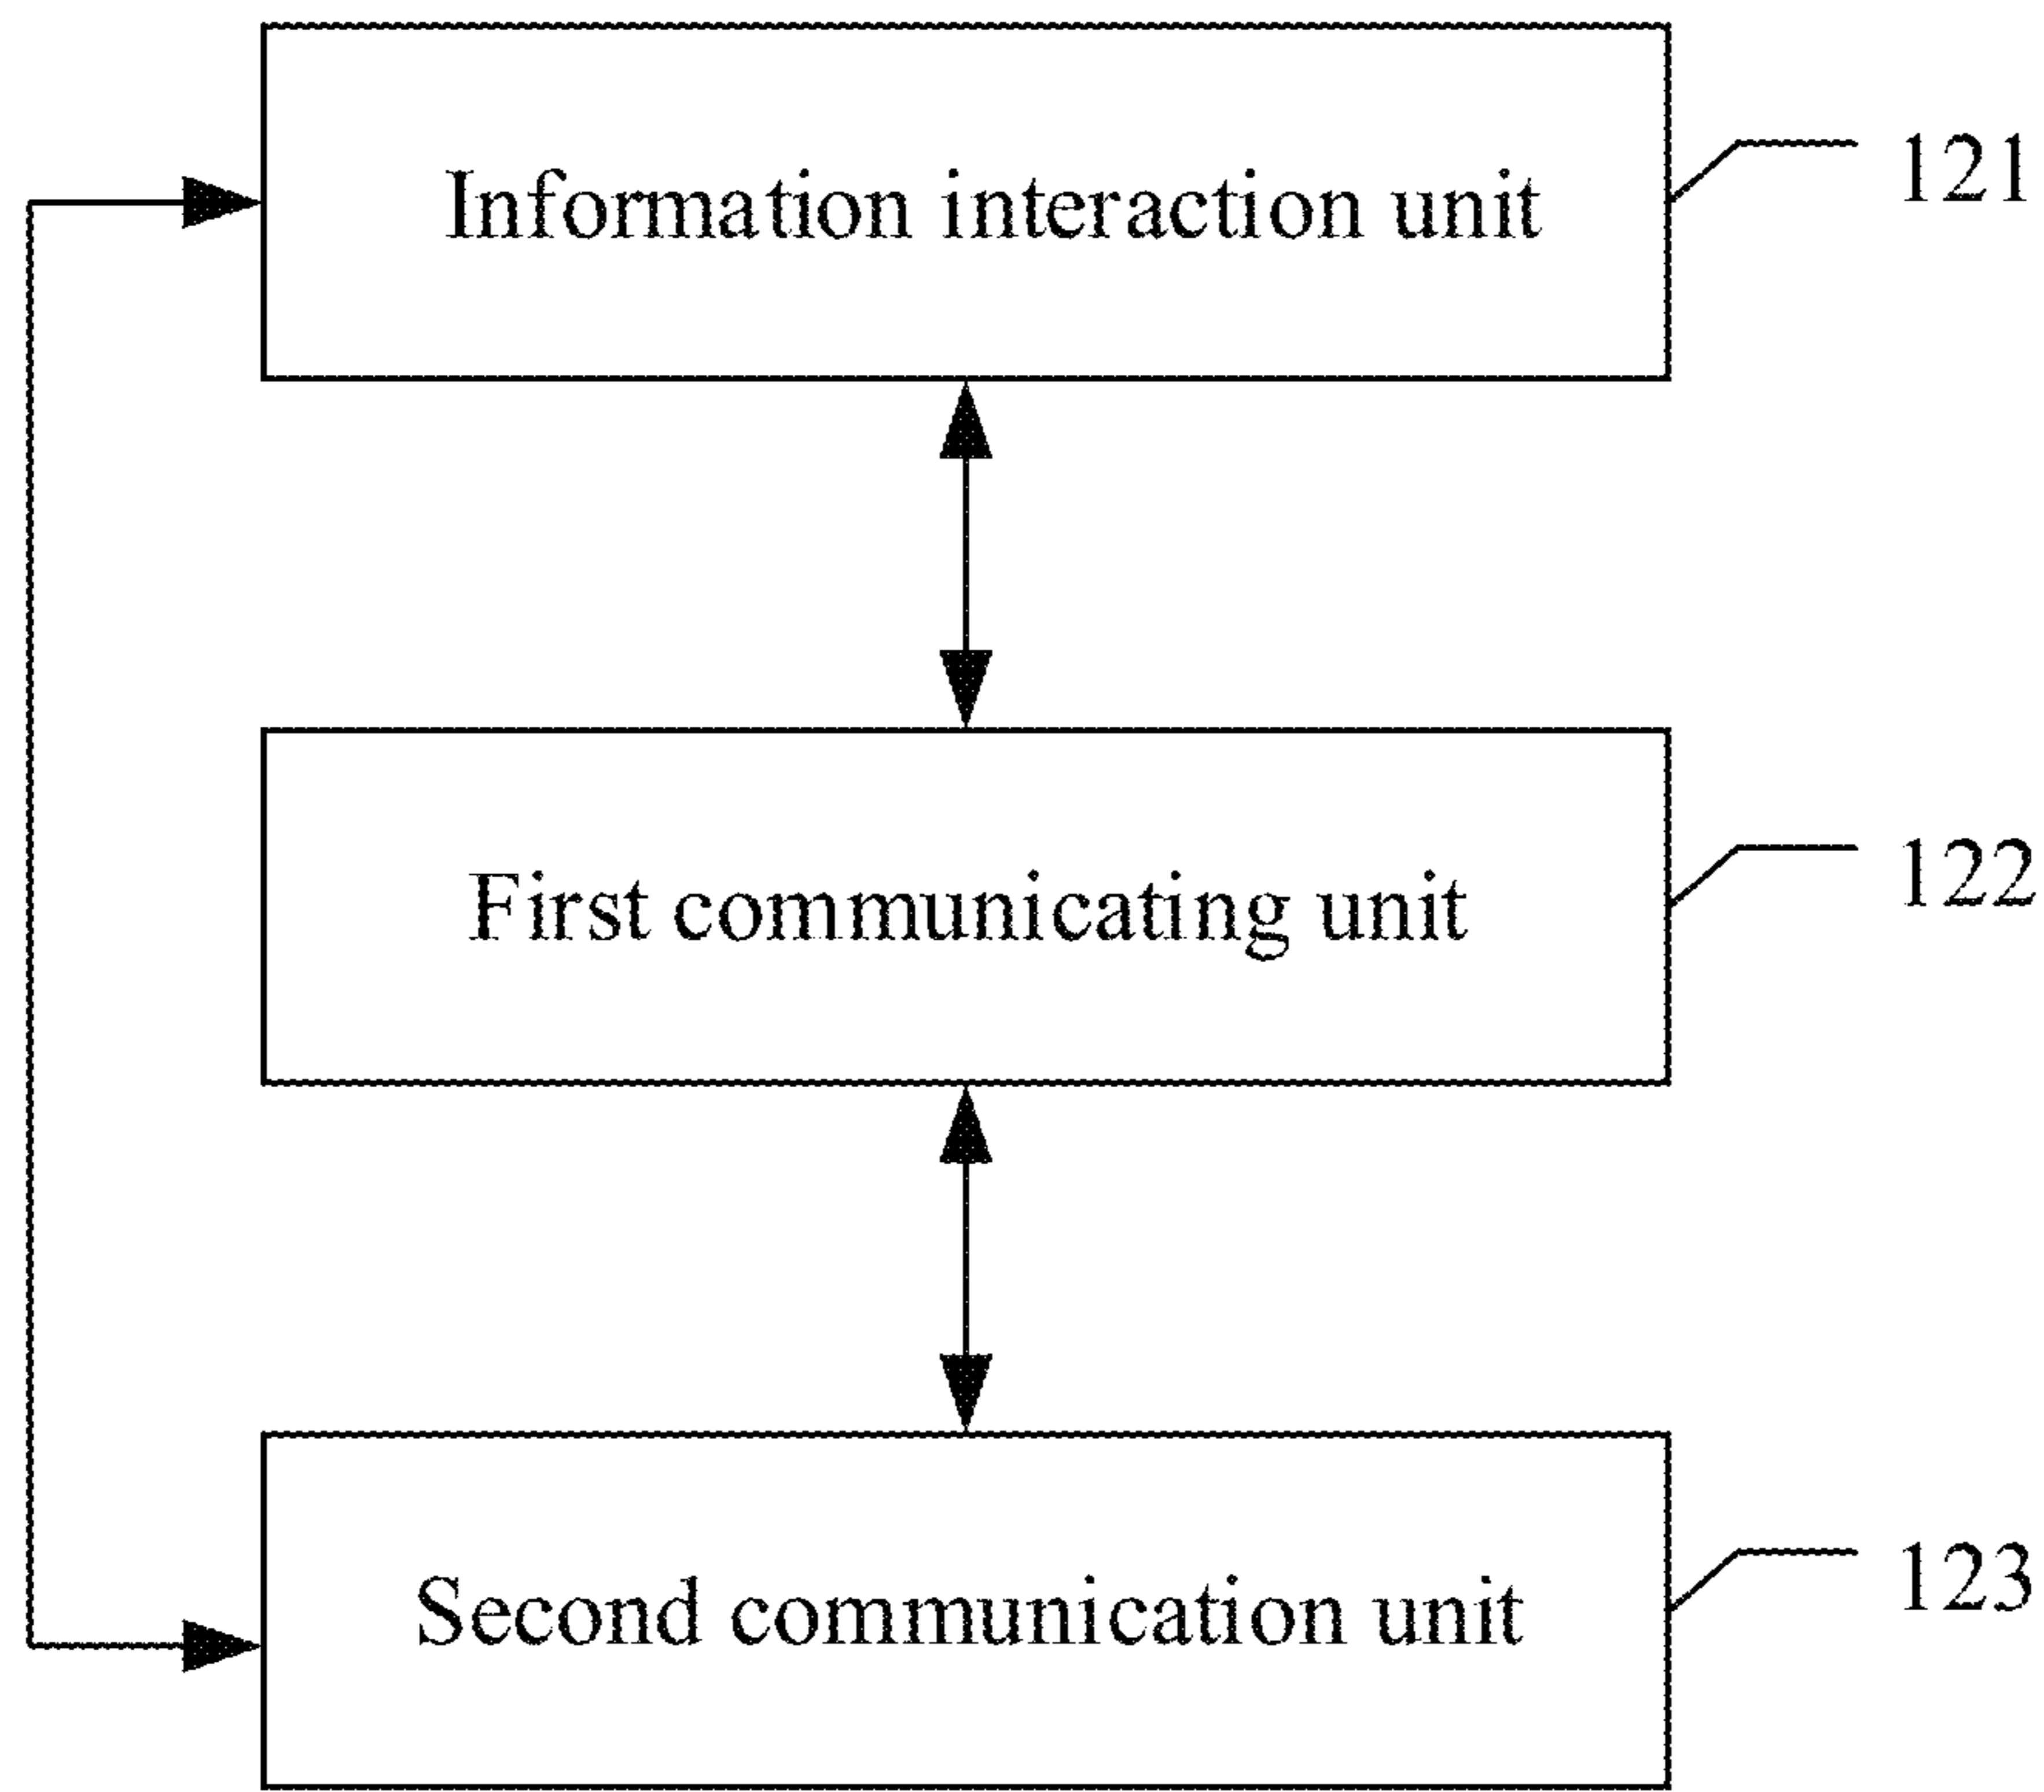 Information interaction unit
121
First communicating unit
122
Second communication unit
123